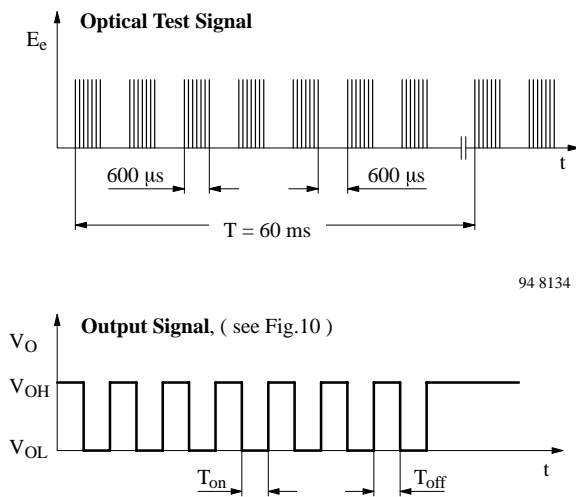 Optical Test Signal
Ee
600 µs
600 µs
t
T = 60 ms
94 8134
Output Signal, ( see Fig.10 )
VO
VOH
VOL
Ton
Toff
t